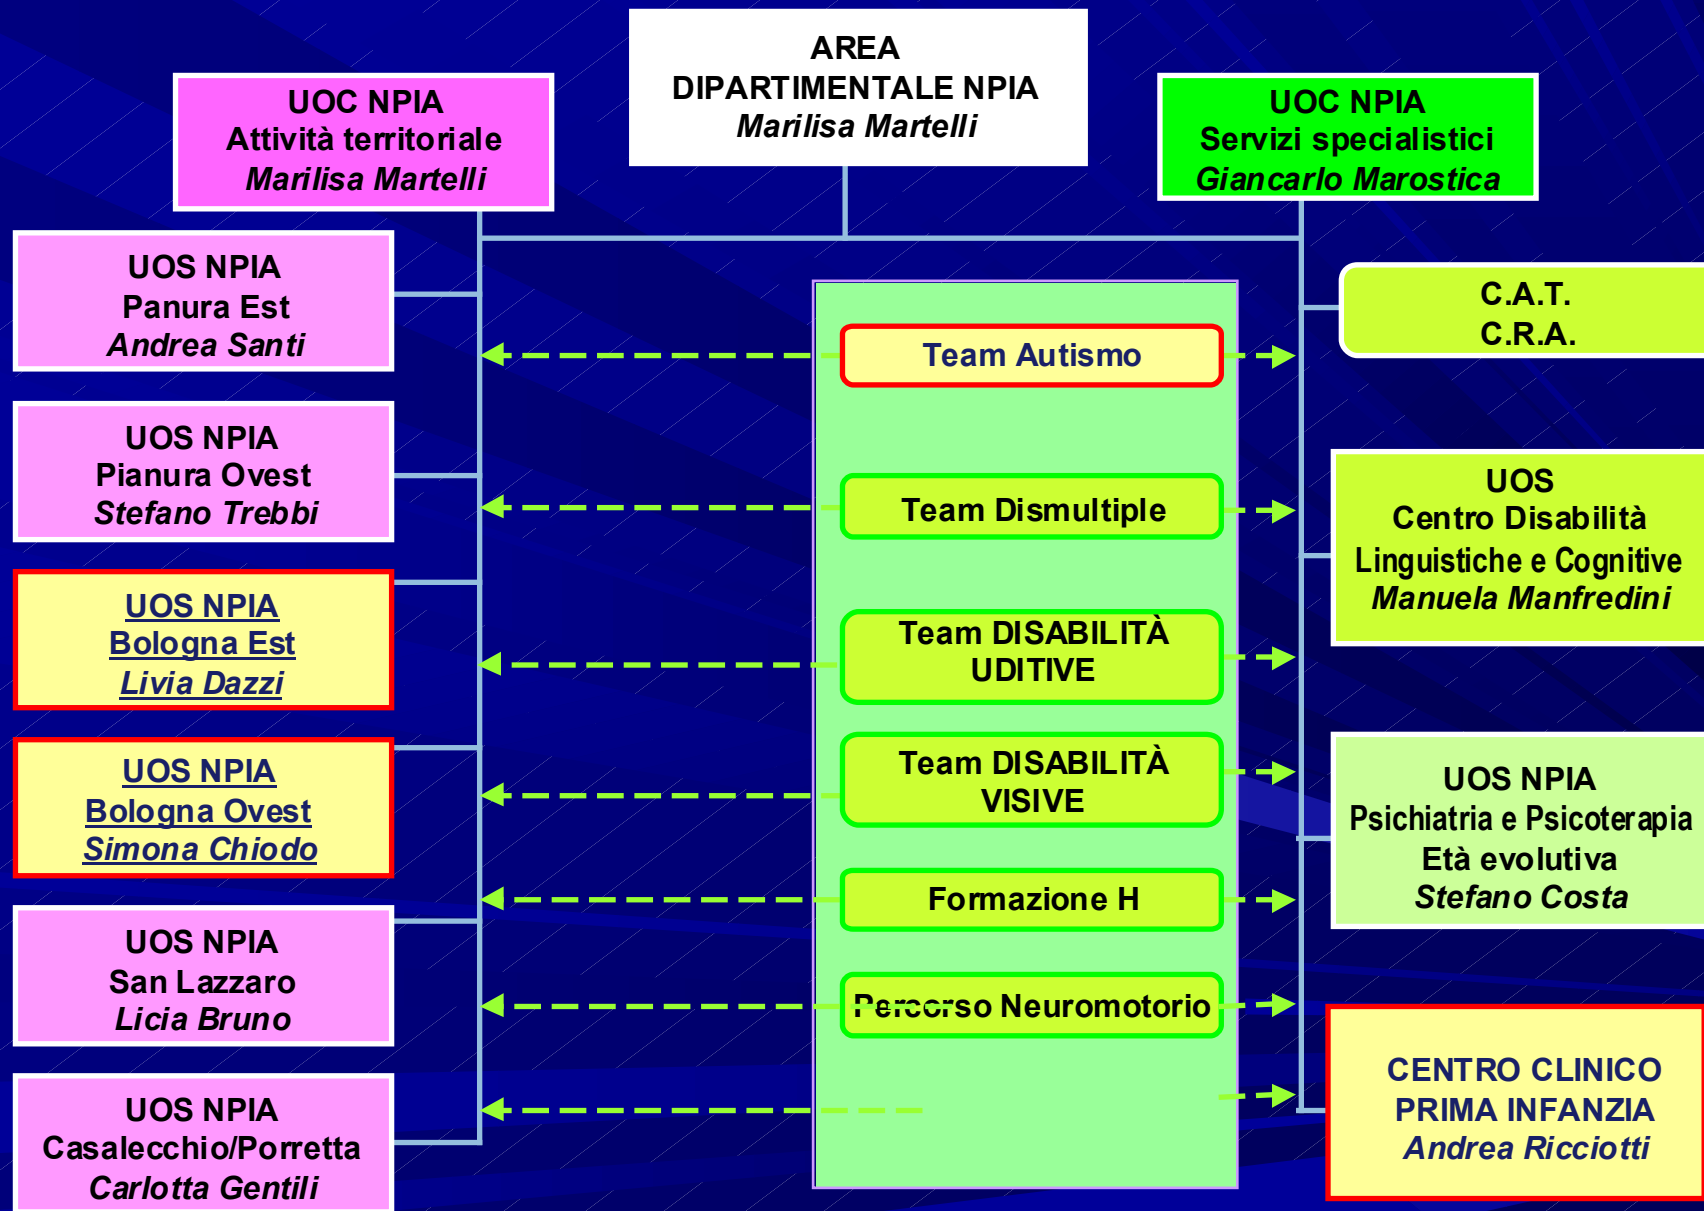 AREA
DIPARTIMENTALE NPIA
Marilisa Martelli
UOC NPIA
Attività territoriale
Marilisa Martelli
UOC NPIA
Servizi specialistici
Giancarlo Marostica
UOS NPIA
Panura Est
Andrea Santi
UOS NPIA
Pianura Ovest
Stefano Trebbi
UOS NPIA
Bologna Est
Livia Dazzi
UOS NPIA
Bologna Ovest
Simona Chiodo
UOS NPIA
San Lazzaro
Licia Bruno
UOS NPIA
Casalecchio/Porretta
Carlotta Gentili
Team Autismo
Team Dismultiple
Team DISABILITÀ
UDITIVE
Team DISABILITÀ
VISIVE
Formazione H
Percorso Neuromotorio
C.A.T.
C.R.A.
UOS
Centro Disabilità
Linguistiche e Cognitive
Manuela Manfredini
UOS NPIA
Psichiatria e Psicoterapia
Età evolutiva
Stefano Costa
CENTRO CLINICO
PRIMA INFANZIA
Andrea Ricciotti